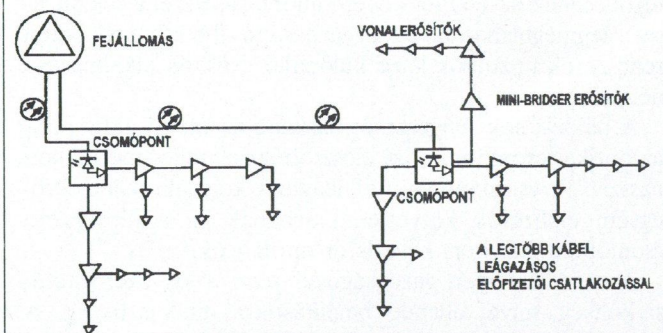 FEJÁLLOMÁS
VONALERŐSÍTŐK
MINI-BRIDGER ERŐSÍTŐK
CSOMÓPONT
CSOMÓPONT
A LEGTÖBB KÁBEL
LEÁGAZÁSOS
ELŐFIZETŐI CSATLAKOZÁSSAL